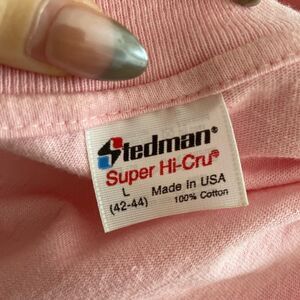 Stedman®
Super Hi-Cru®
L Made in USA
(42-44) 100% Cotton